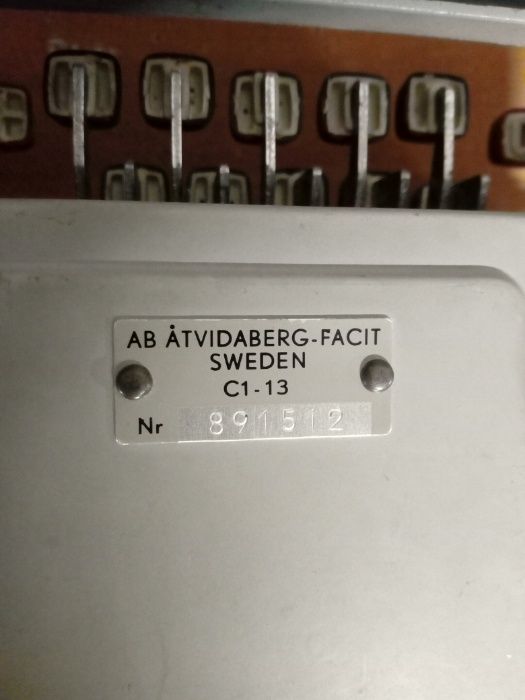 AB ÅTVIDABERG-FACIT
SWEDEN
C1-13
Nr 891512